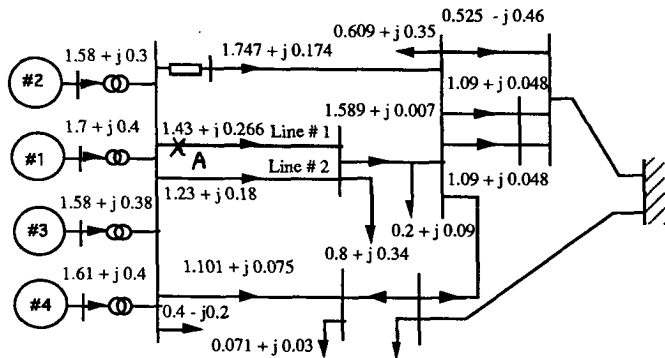 0.525 - j 0.46
0.609 + j 0.35
1.58 + j 0.3
1.747 + j 0.174
#2
1.09 + j 0.048
1.589 + j 0.007
1.7 + j 0.4
1.43 + j 0.266
Line # 1
#1
A
Line # 2
1.09 + j 0.048
1.58 + j 0.38
1.23 + j 0.18
#3
0.2 + j 0.09
0.8 + j 0.34
1.61 + j 0.4
1.101 + j 0.075
#4
0.4 - j0.2
0.071 + j 0.03